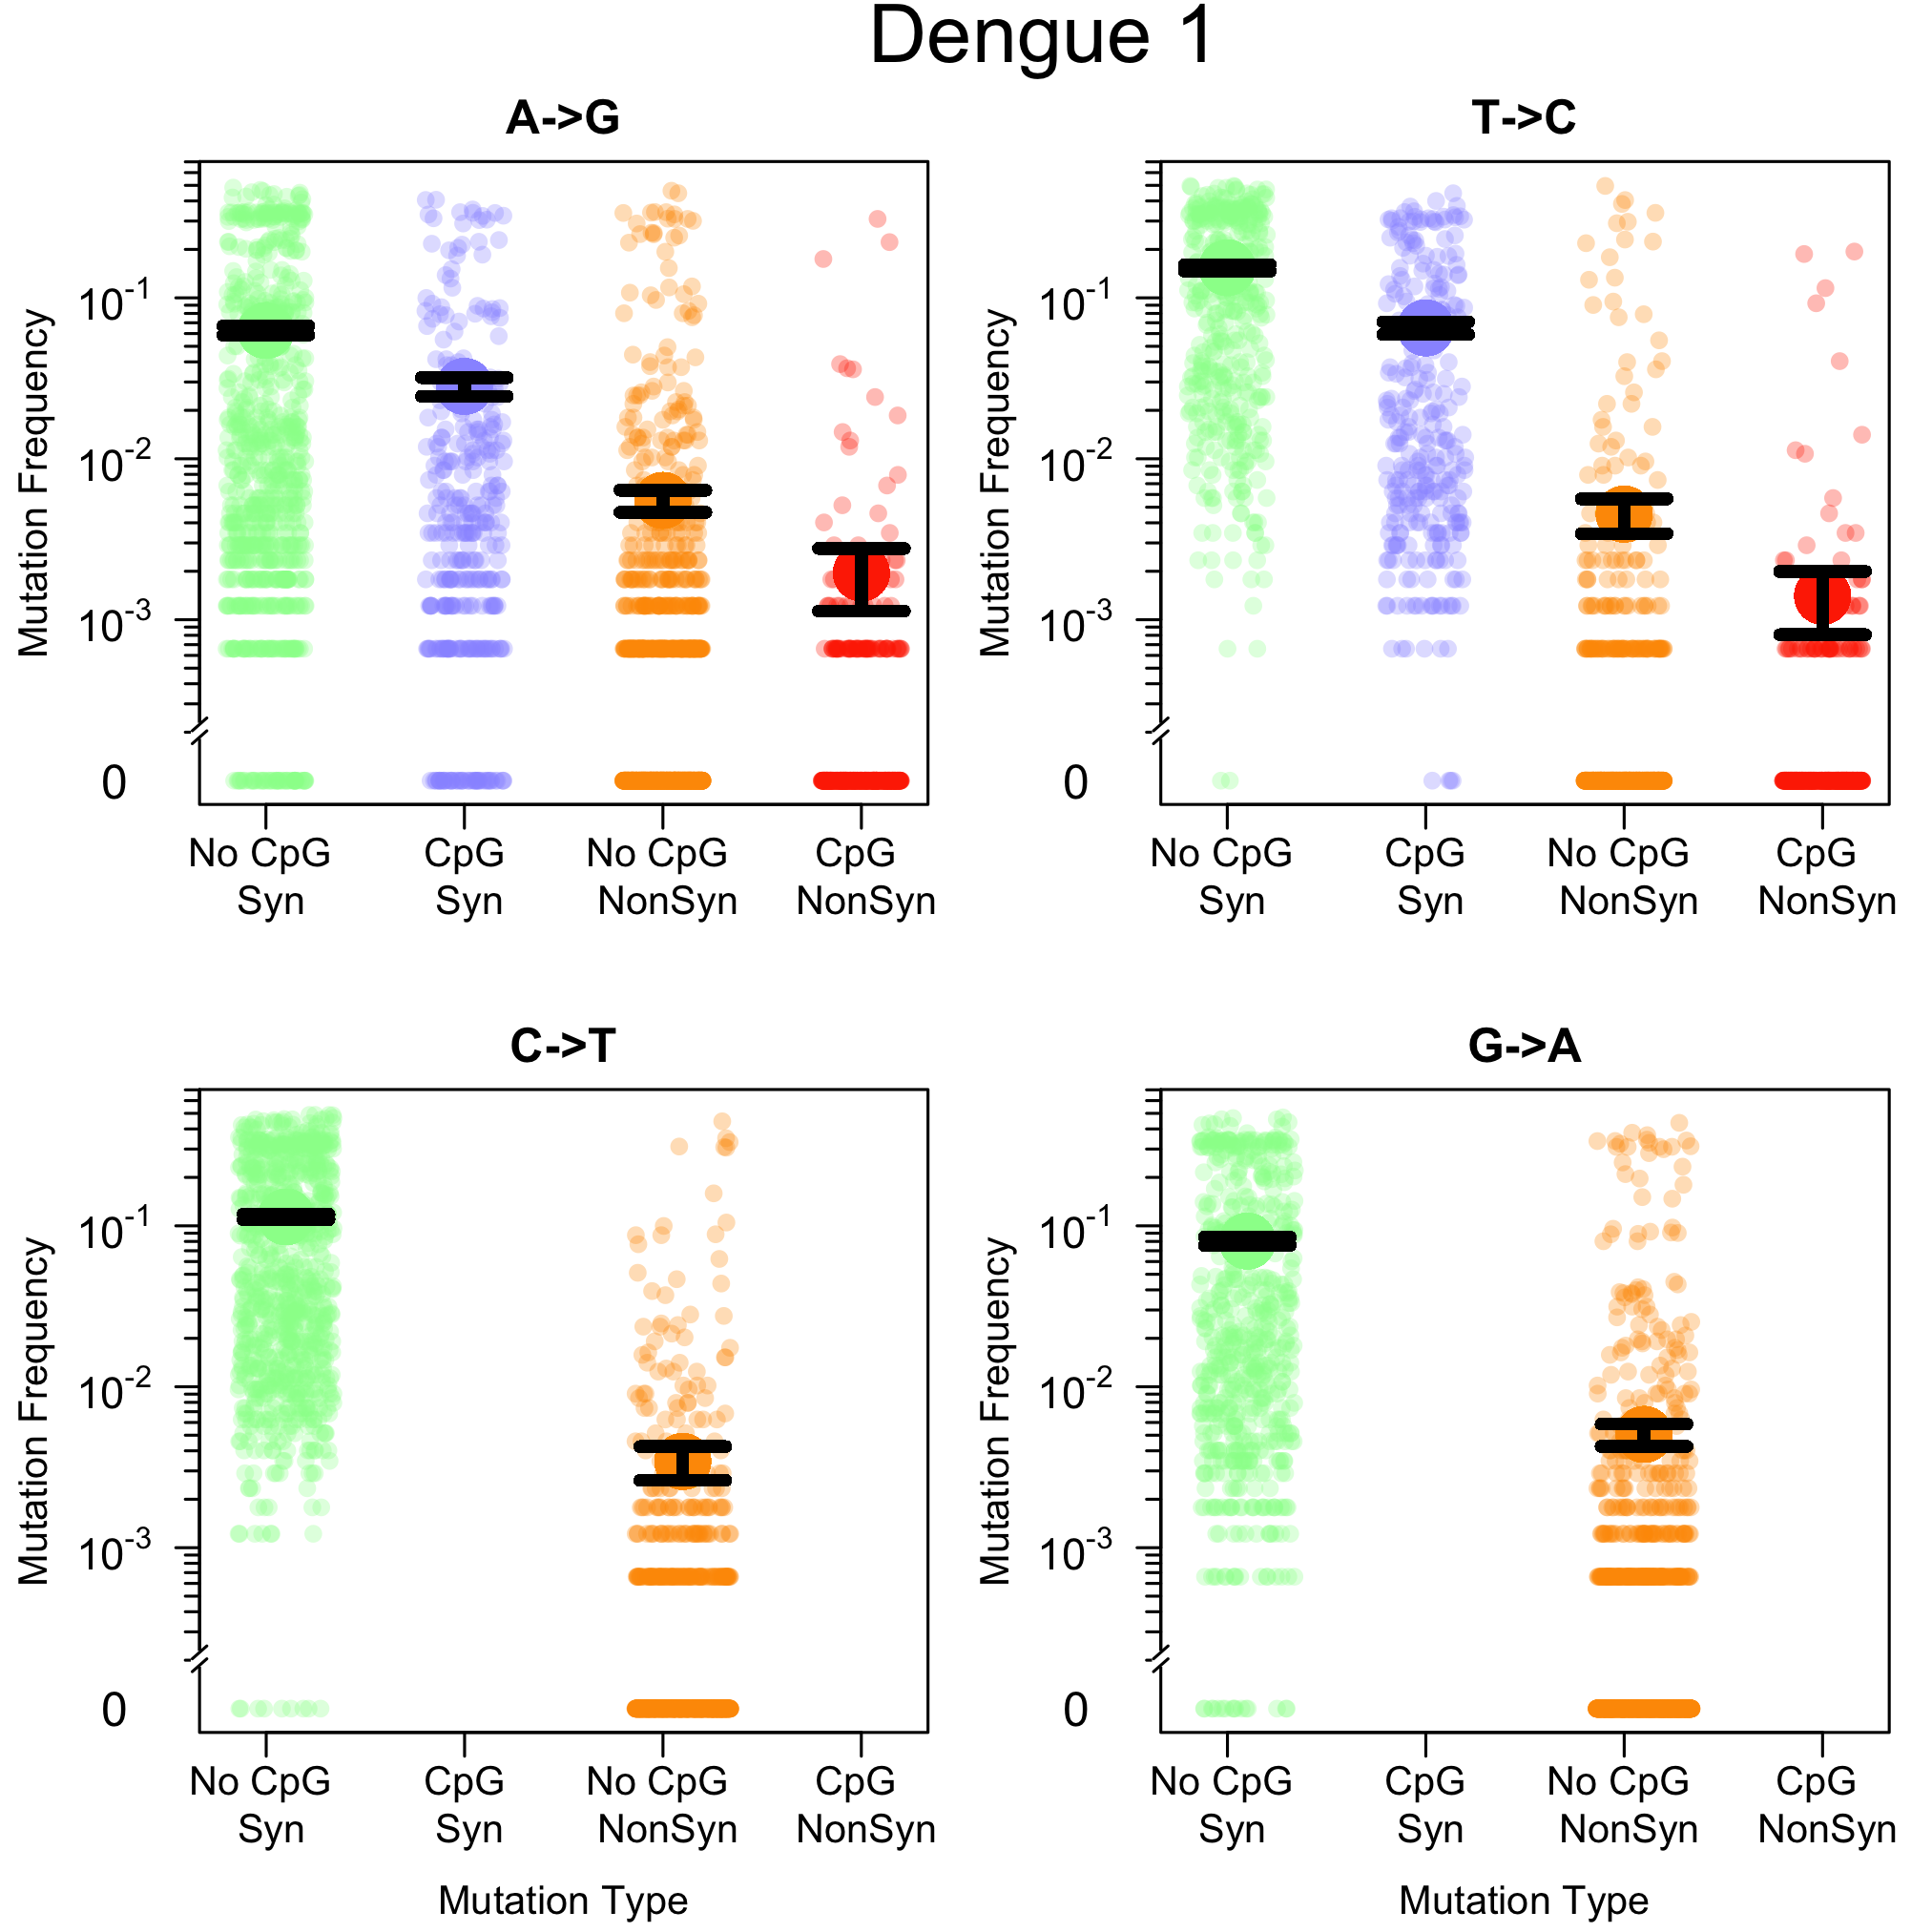 Dengue 1
A->G
Mutation Frequency
10-1
10-2
10-3
0
No CpG CpG No CpG CpG
Syn Syn NonSyn NonSyn
T->C
Mutation Frequency
10-1
10-2
10-3
0
No CpG CpG No CpG CpG
Syn Syn NonSyn NonSyn
C->T
Mutation Frequency
10-1
10-2
10-3
0
No CpG CpG No CpG CpG
Syn Syn NonSyn NonSyn
Mutation Type
G->A
Mutation Frequency
10-1
10-2
10-3
0
No CpG CpG No CpG CpG
Syn Syn NonSyn NonSyn
Mutation Type